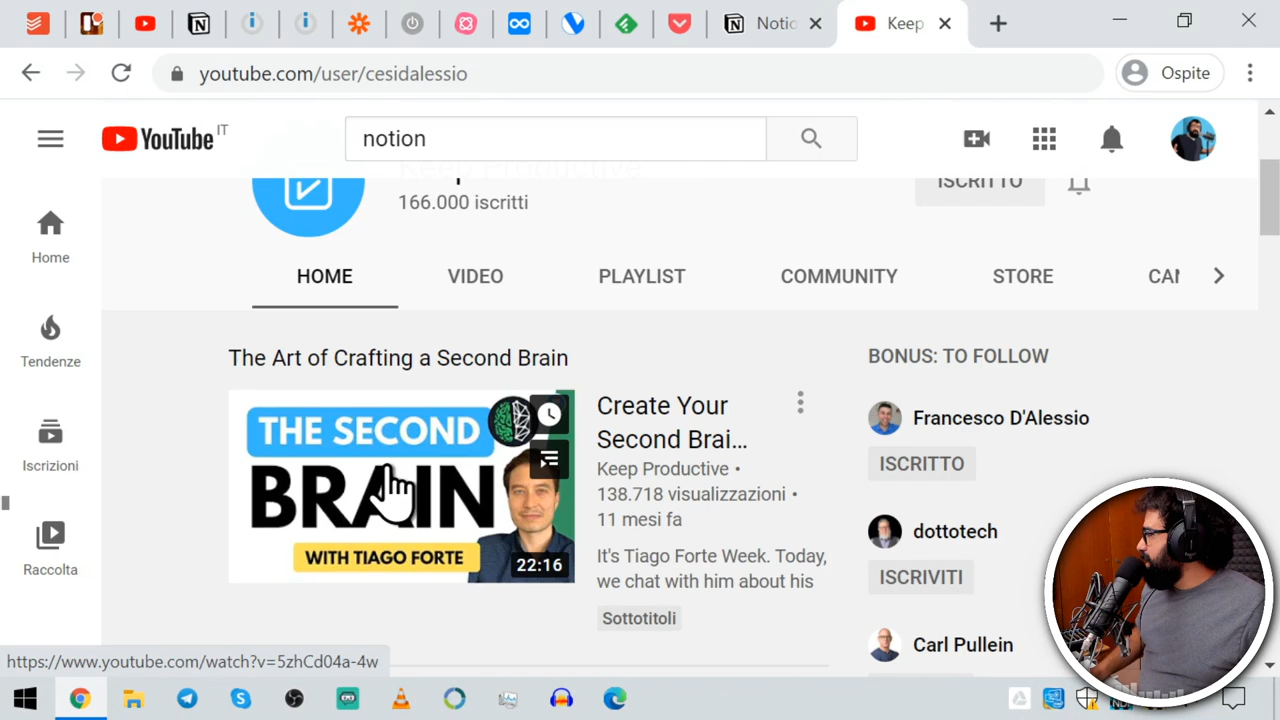 Notio
Keep
youtube.com/user/cesidalessio
Ospite
YouTube IT
notion
Keep Productive
166.000 iscritti
ISCRITTO
HOME
VIDEO
PLAYLIST
COMMUNITY
STORE
Home
Tendenze
Iscrizioni
Raccolta
The Art of Crafting a Second Brain
THE SECOND
BRAIN
WITH TIAGO FORTE
22:16
Create Your
Second Brai...
Keep Productive •
138.718 visualizzazioni •
11 mesi fa
It's Tiago Forte Week. Today,
we chat with him about his
Sottotitoli
BONUS: TO FOLLOW
Francesco D'Alessio
ISCRITTO
dottotech
ISCRIVITI
Carl Pullein
https://www.youtube.com/watch?v=5zhCd04a-4w